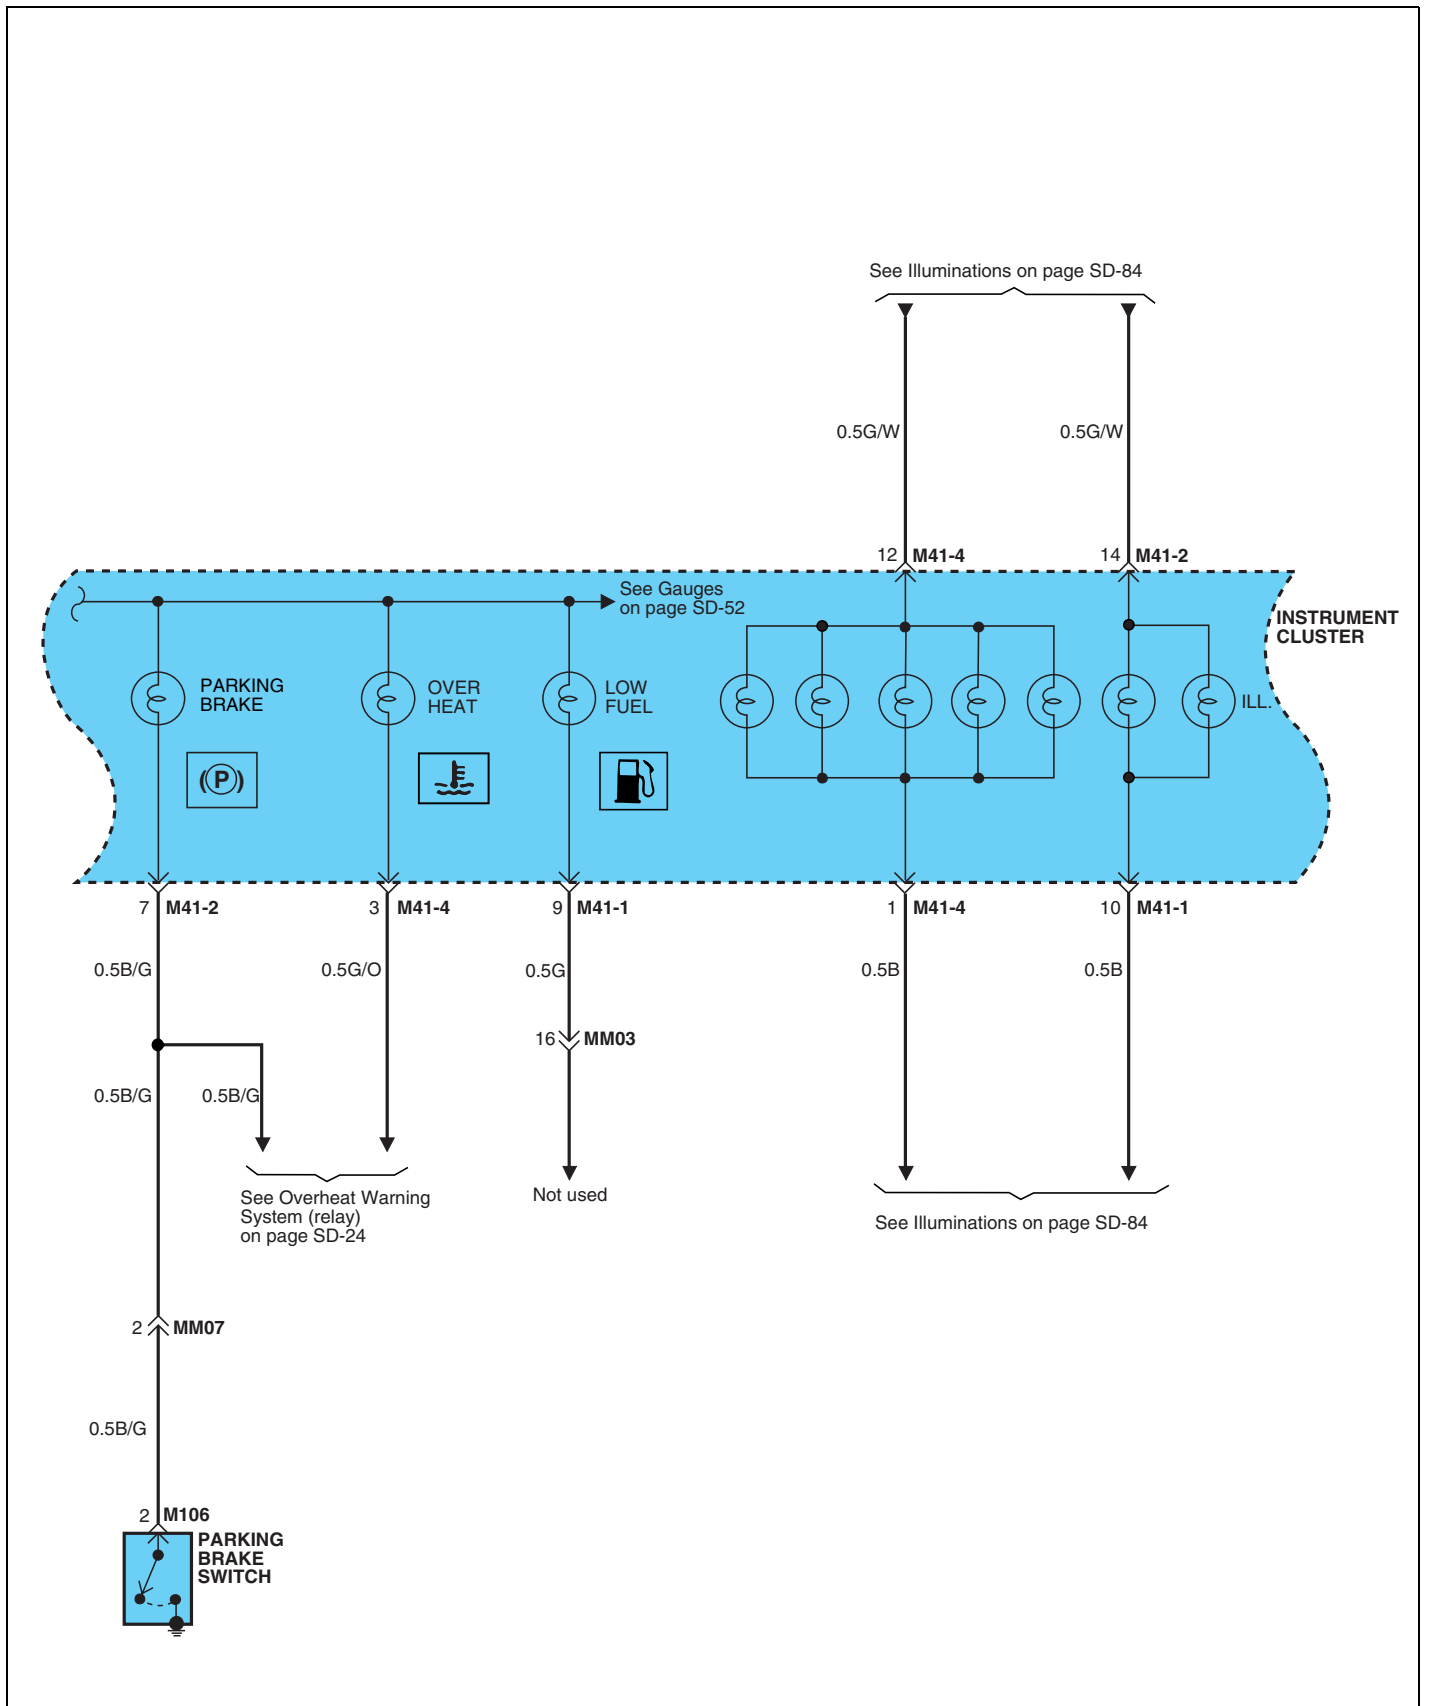 See Illuminations on page SD-84
0.5G/W
0.5G/W
12 M41-4
14 M41-2
See Gauges
on page SD-52
INSTRUMENT
CLUSTER
PARKING
BRAKE
OVER
HEAT
LOW
FUEL
ILL.
(P)
7 M41-2
3 M41-4
9 M41-1
1 M41-4
10 M41-1
0.5B/G
0.5G/O
0.5G
0.5B
0.5B
16 MM03
0.5B/G
0.5B/G
See Overheat Warning
System (relay)
on page SD-24
Not used
See Illuminations on page SD-84
2 MM07
0.5B/G
2 M106
PARKING
BRAKE
SWITCH